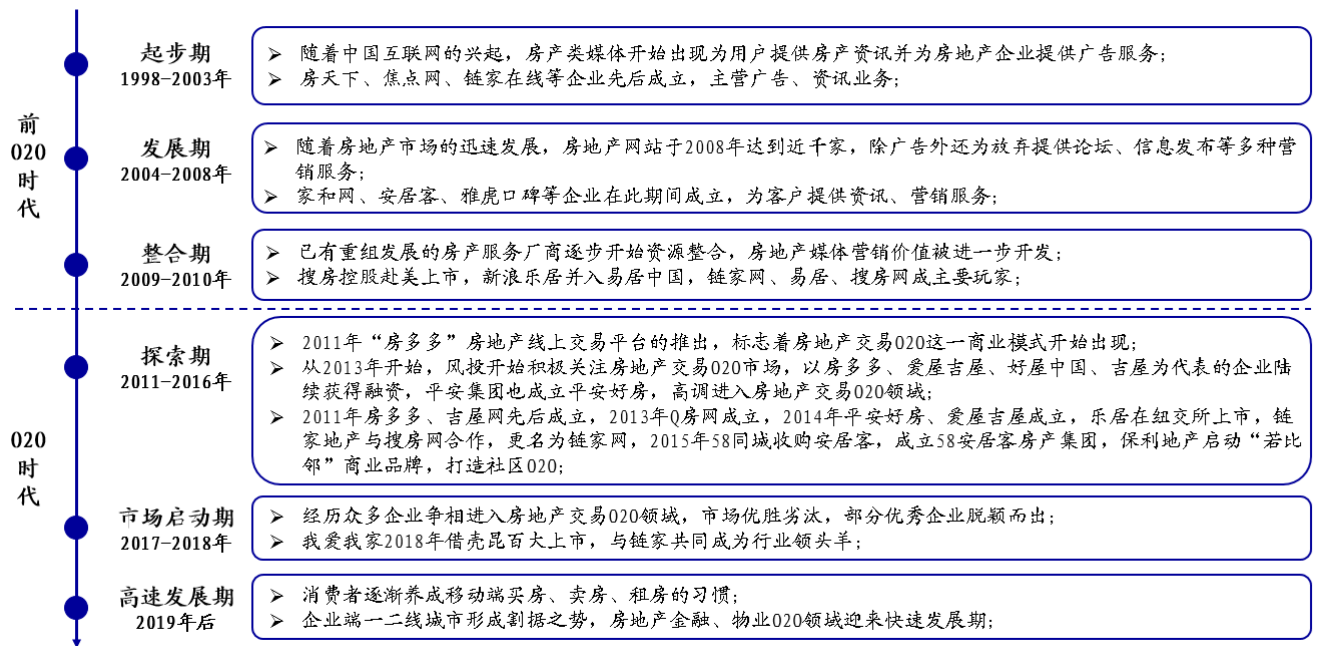 前
O2O
时
代
起步期
1998-2003年
➢ 随着中国互联网的兴起，房产类媒体开始出现为用户提供房产资讯并为房地产企业提供广告服务；
➢ 房天下、焦点网、链家在线等企业先后成立，主营广告、资讯业务；
发展期
2004-2008年
➢ 随着房地产市场的迅速发展，房地产网站于2008年达到近千家，除广告外还为放弃提供论坛、信息发布等多种营
销服务；
➢ 家和网、安居客、雅虎口碑等企业在此期间成立，为客户提供资讯、营销服务；
整合期
2009-2010年
➢ 已有重组发展的房产服务厂商逐步开始资源整合，房地产媒体营销价值被进一步开发；
➢ 搜房控股赴美上市，新浪乐居并入易居中国，链家网、易居、搜房网成主要玩家；
O2O
时
代
探索期
2011-2016年
➢ 2011年“房多多”房地产线上交易平台的推出，标志着房地产交易O2O这一商业模式开始出现；
➢ 从2013年开始，风投开始积极关注房地产交易O2O市场，以房多多、爱屋吉屋、好屋中国、吉屋为代表的企业陆
续获得融资，平安集团也成立平安好房，高调进入房地产交易O2O领域；
➢ 2011年房多多、吉屋网先后成立，2013年Q房网成立，2014年平安好房、爱屋吉屋成立，乐居在纽交所上市，链
家地产与搜房网合作，更名为链家网，2015年58同城收购安居客，成立58安居客房产集团，保利地产启动“若比
邻”商业品牌，打造社区O2O；
市场启动期
2017-2018年
➢ 经历众多企业争相进入房地产交易O2O领域，市场优胜劣汰，部分优秀企业脱颖而出；
➢ 我爱我家2018年借壳昆百大上市，与链家共同成为行业领头羊；
高速发展期
2019年后
➢ 消费者逐渐养成移动端买房、卖房、租房的习惯；
➢ 企业端一二线城市形成割据之势，房地产金融、物业O2O领域迎来快速发展期；